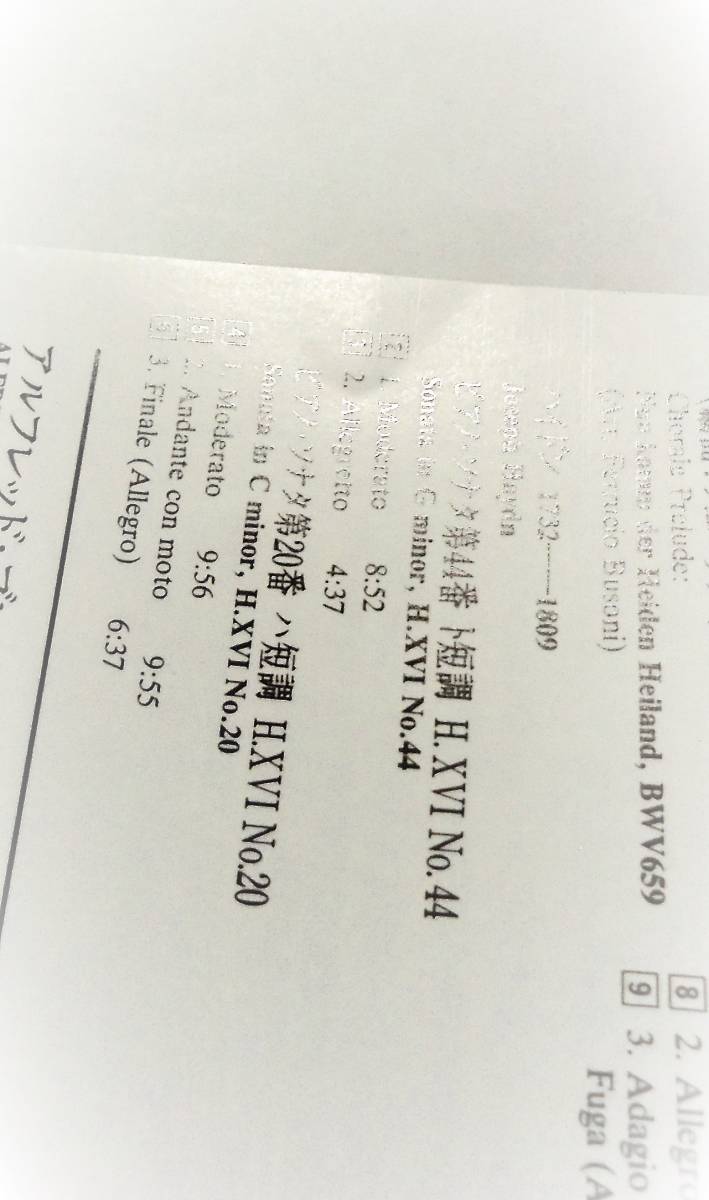 Chorale Prelude:
Nun komm' der Heiden Heiland, BWV659
(Arr. Ferrucio Busoni)
ハイドン 1732------1809
Joseph Haydn
ピアノ・ソナタ第44番 ト短調 H. XVI No. 44
Sonata in G minor, H.XVI No.44
2 1. Moderato 8:52
3 2. Allegretto 4:37
ピアノ・ソナタ第20番 ハ短調 H.XVI No.20
Sonata in C minor, H.XVI No.20
4 1. Moderato 9:56
5 2. Andante con moto 9:55
6 3. Finale (Allegro) 6:37
アルフレッド・ブ
8 2. Allegro
9 3. Adagio
Fuga (A